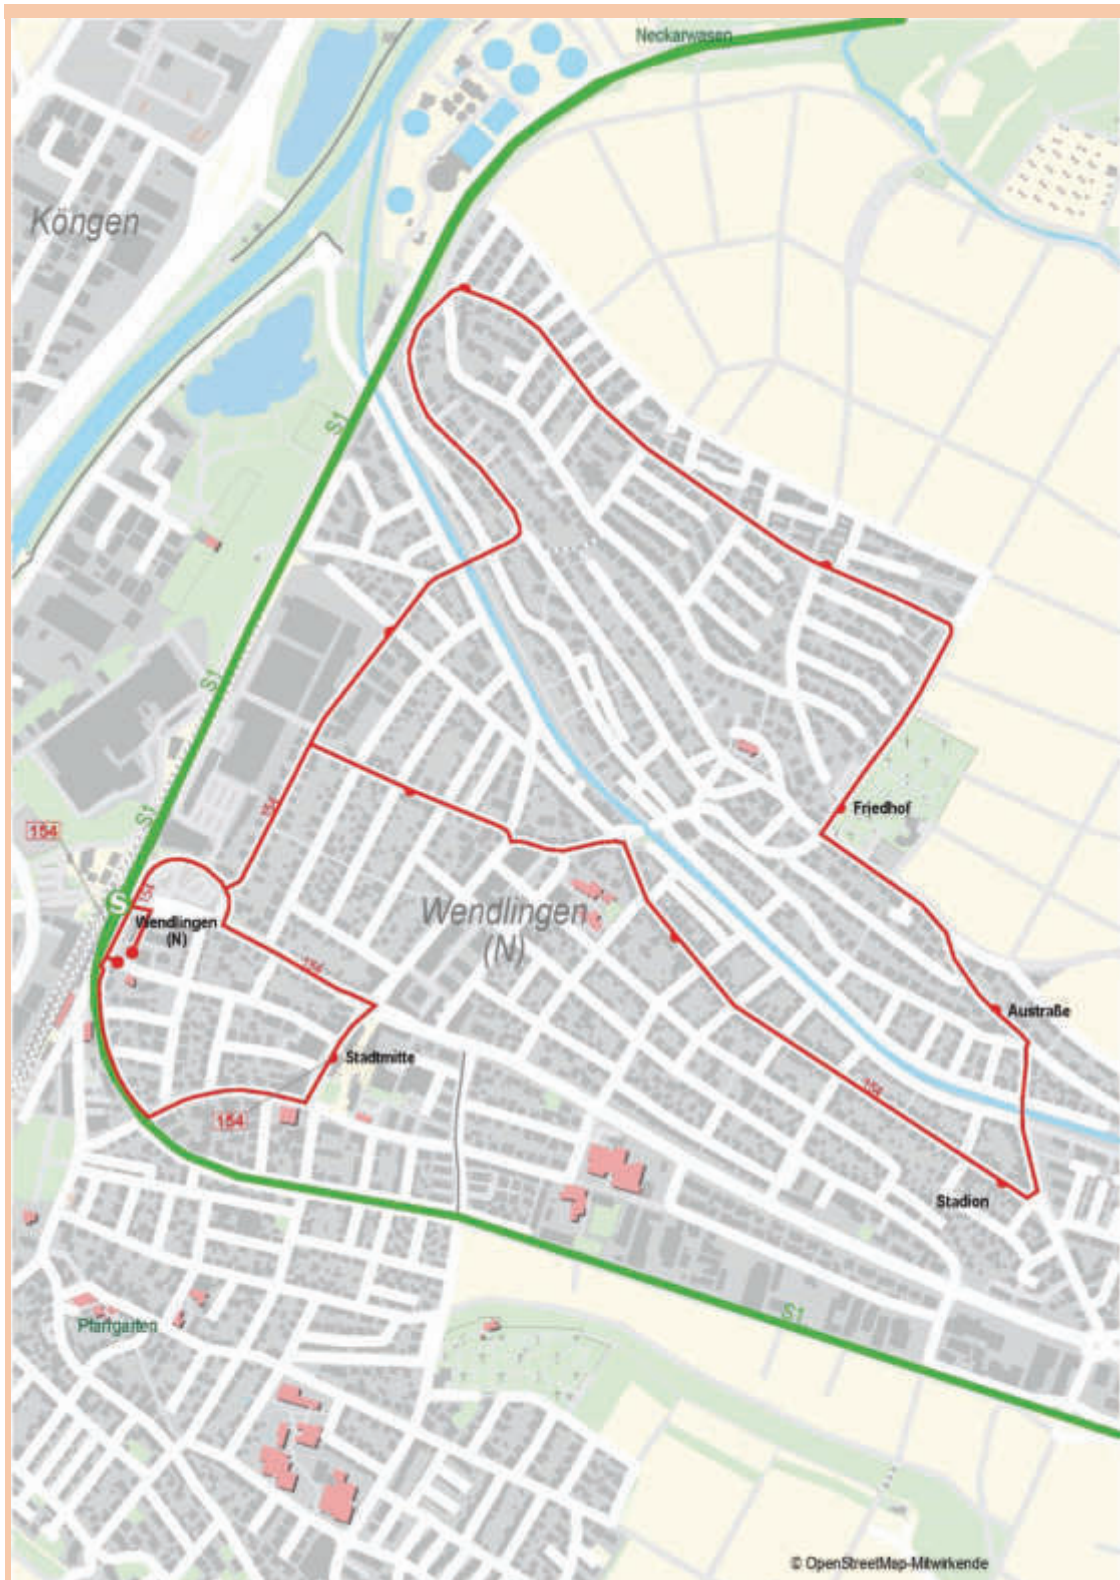 Neckarwasen
Köngen
S1
S1
S1
154
154
Friedhof
154
S
Wendlingen
(N)
Wendlingen
(N)
154
Austraße
Stadtmitte
154
154
Stadion
S1
Pfarrgarten
© OpenStreetMap-Mitwirkende